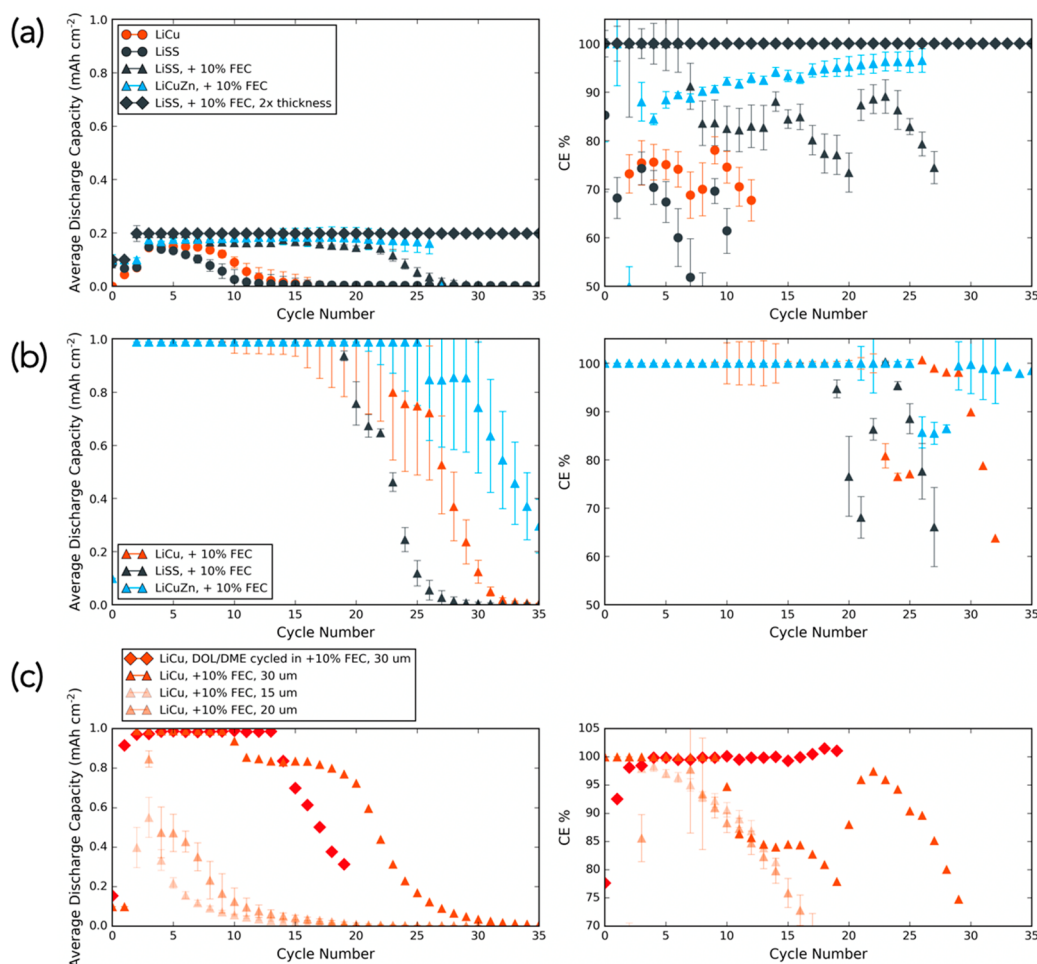 (a)
Average Discharge Capacity (mAh cm-2)
1.0
0.8
0.6
0.4
0.2
0.0
LiCu
LiSS
LiSS, + 10% FEC
LiCuZn, + 10% FEC
LiSS, + 10% FEC, 2x thickness
0 5 10 15 20 25 30 35
Cycle Number
CE %
100
90
80
70
60
50
0 5 10 15 20 25 30 35
Cycle Number
(b)
Average Discharge Capacity (mAh cm-2)
1.0
0.8
0.6
0.4
0.2
0.0
LiCu, + 10% FEC
LiSS, + 10% FEC
LiCuZn, + 10% FEC
0 5 10 15 20 25 30 35
Cycle Number
CE %
100
90
80
70
60
50
0 5 10 15 20 25 30 35
Cycle Number
(c)
LiCu, DOL/DME cycled in +10% FEC, 30 um
LiCu, +10% FEC, 30 um
LiCu, +10% FEC, 15 um
LiCu, +10% FEC, 20 um
Average Discharge Capacity (mAh cm-2)
1.0
0.8
0.6
0.4
0.2
0.0
0 5 10 15 20 25 30 35
Cycle Number
CE %
105
100
95
90
85
80
75
70
0 5 10 15 20 25 30 35
Cycle Number